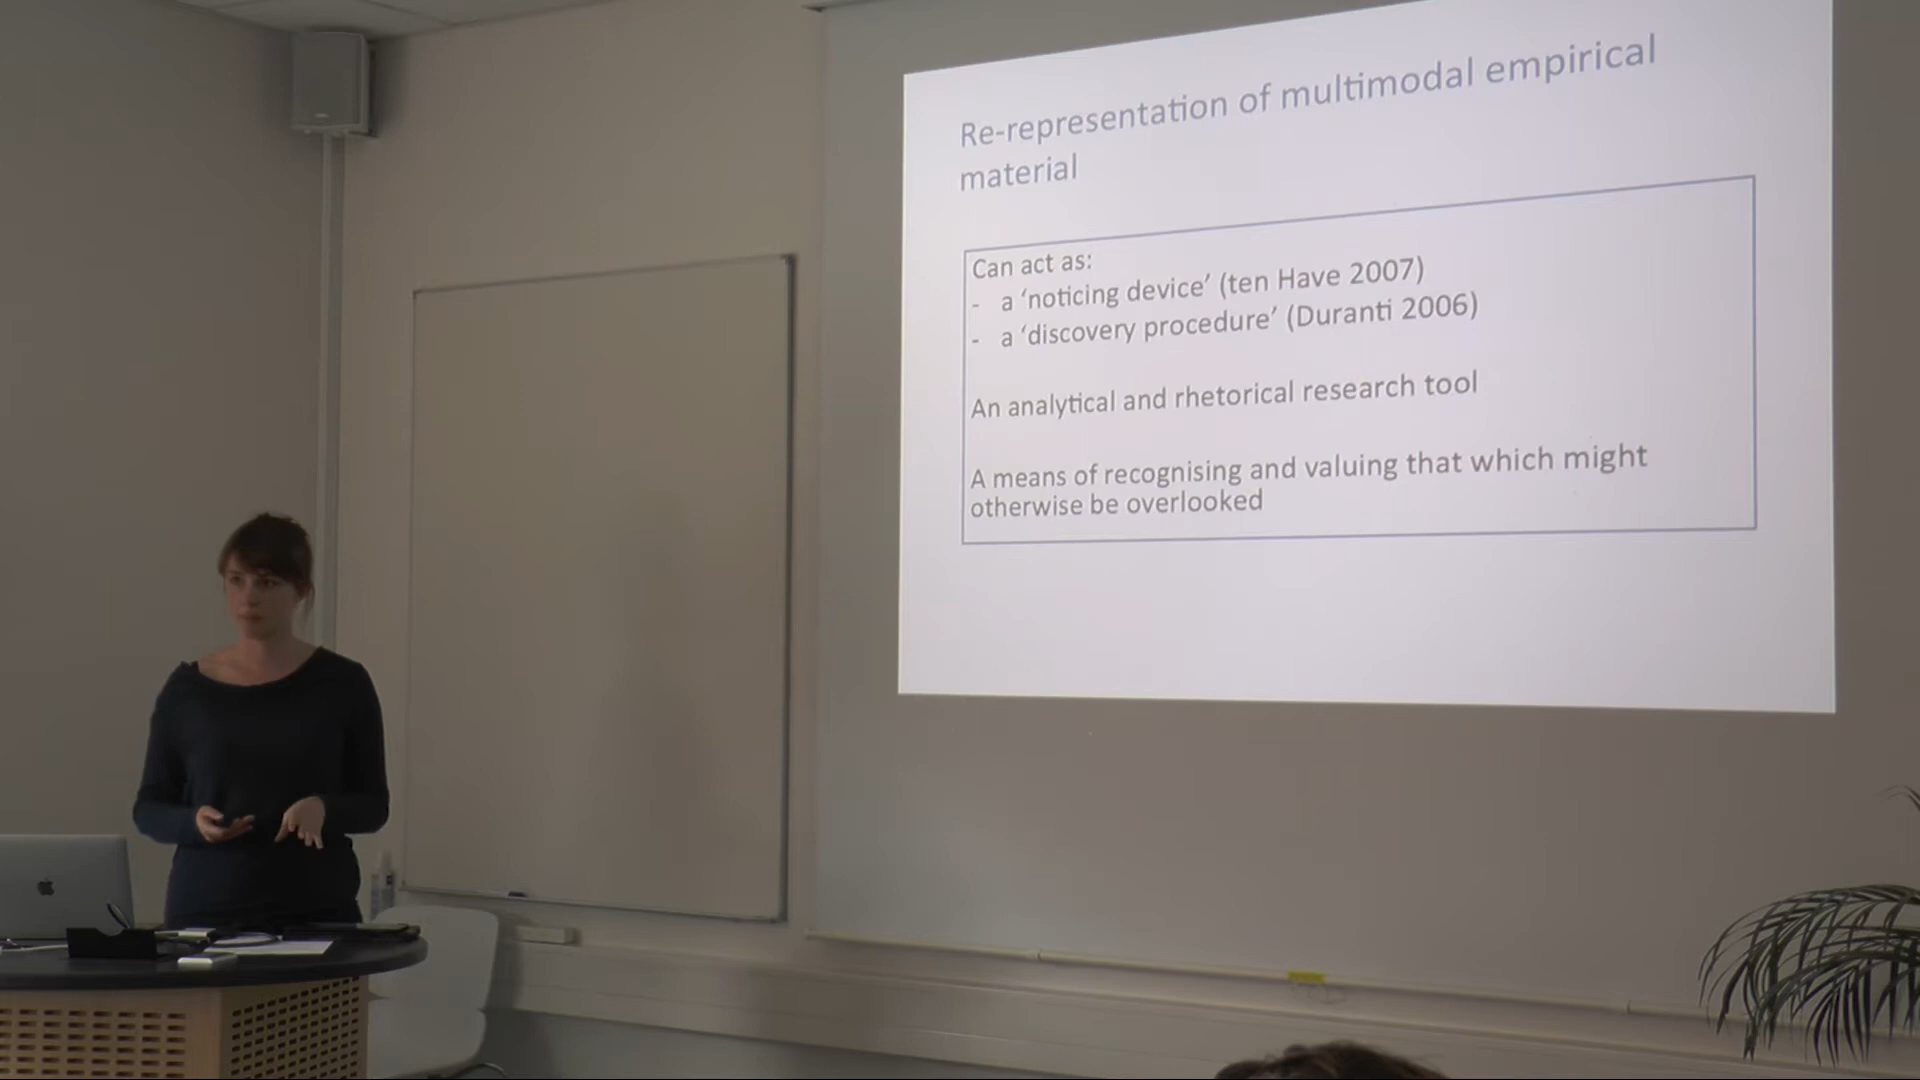 Re-representation of multimodal empirical
material
Can act as:
- a ‘noticing device’ (ten Have 2007)
- a ‘discovery procedure’ (Duranti 2006)
An analytical and rhetorical research tool
A means of recognising and valuing that which might
otherwise be overlooked